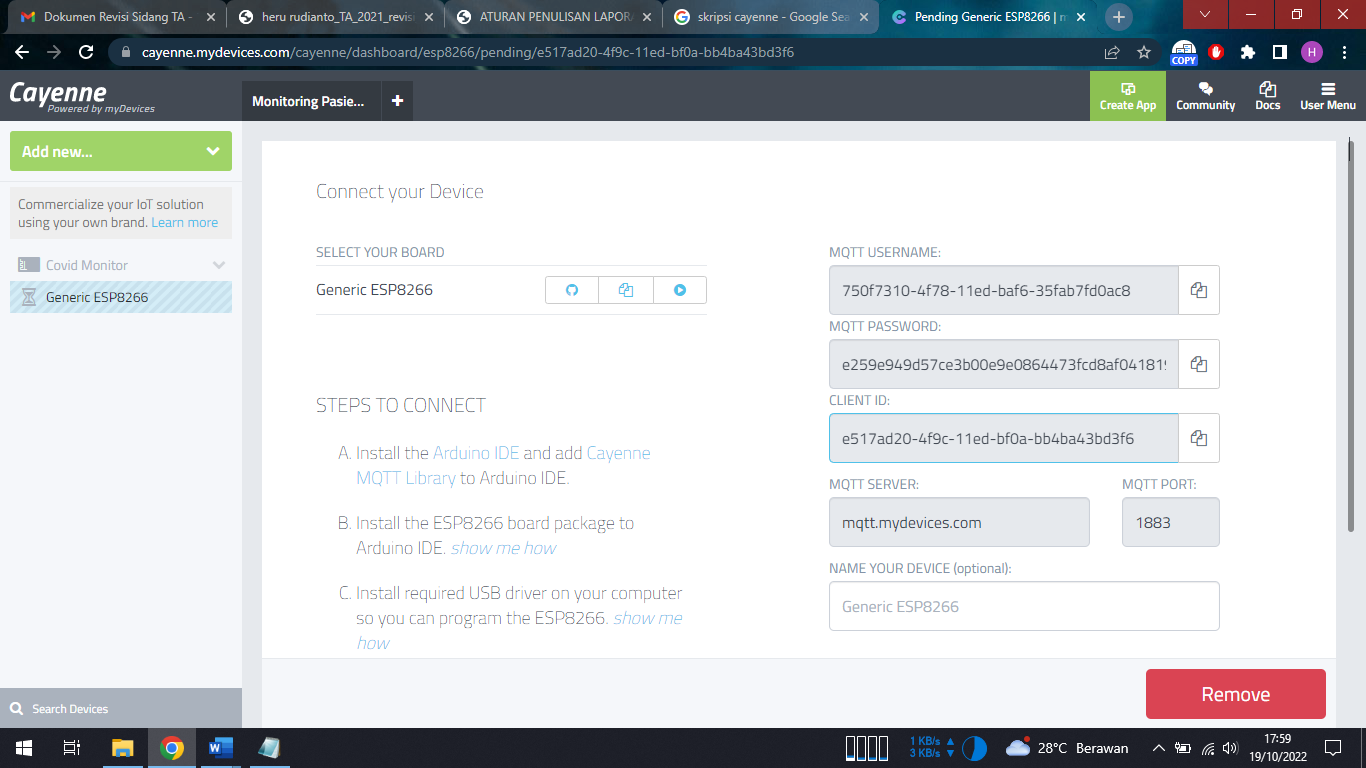 Dokumen Revisi Sidang TA -
heru rudianto_TA_2021_revisi
ATURAN PENULISAN LAPORA
skripsi cayenne - Google Sea
Pending Generic ESP8266 | m
cayenne.mydevices.com/cayenne/dashboard/esp8266/pending/e517ad20-4f9c-11ed-bf0a-bb4ba43bd3f6
COPY
H
Cayenne
Powered by myDevices
Monitoring Pasie...
+
Create App
Community
Docs
User Menu
Add new...
Commercialize your IoT solution
using your own brand. Learn more
Covid Monitor
Generic ESP8266
Search Devices
Connect your Device
SELECT YOUR BOARD
Generic ESP8266
STEPS TO CONNECT
A. Install the Arduino IDE and add Cayenne
MQTT Library to Arduino IDE.
B. Install the ESP8266 board package to
Arduino IDE. show me how
C. Install required USB driver on your computer
so you can program the ESP8266. show me
how
MQTT USERNAME:
750f7310-4f78-11ed-baf6-35fab7fd0ac8
MQTT PASSWORD:
e259e949d57ce3b00e9e0864473fcd8af041819
CLIENT ID:
e517ad20-4f9c-11ed-bf0a-bb4ba43bd3f6
MQTT SERVER:
mqtt.mydevices.com
MQTT PORT:
1883
NAME YOUR DEVICE (optional):
Generic ESP8266
Remove
1 KB/s
3 KB/s
28°C Berawan
17:59
19/10/2022